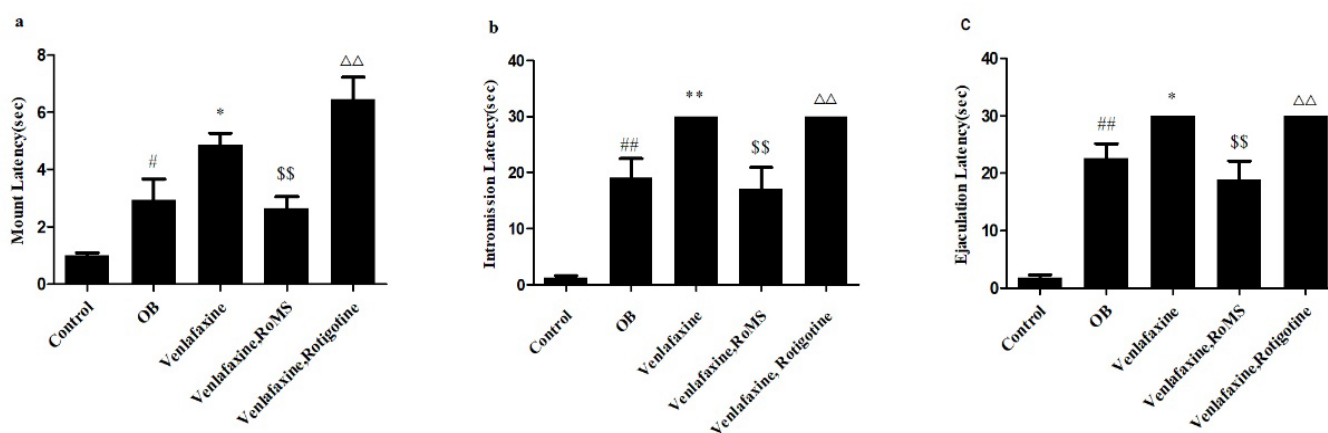 a
Mount Latency(sec)
8
6
4
2
0
#
*
$$
△△
Control
OB
Venlafaxine
Venlafaxine,RoMS
Venlafaxine,Rotigotine
b
Intromission Latency(sec)
40
30
20
10
0
##
**
$$
△△
Control
OB
Venlafaxine
Venlafaxine,RoMS
Venlafaxine, Rotigotine
C
Ejaculation Latency(sec)
40
30
20
10
0
##
*
$$
△△
Control
OB
Venlafaxine
Venlafaxine,RoMS
Venlafaxine,Rotigotine